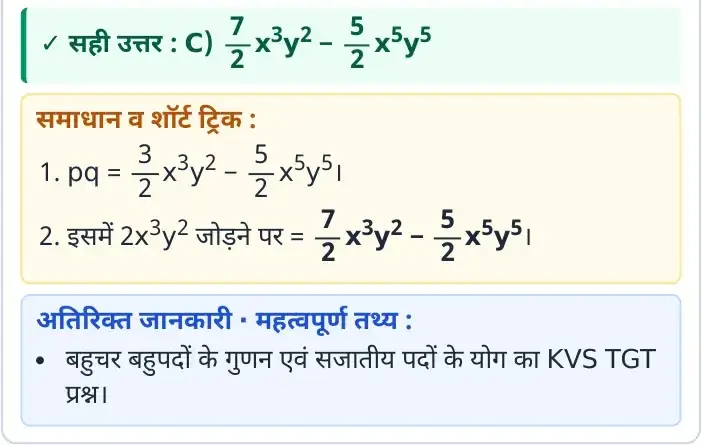 ✓ सही उत्तर : C) 7/2 x³y² – 5/2 x⁵y⁵
समाधान व शॉर्ट ट्रिक :
1. pq = 3/2 x³y² – 5/2 x⁵y⁵।
2. इसमें 2x³y² जोड़ने पर = 7/2 x³y² – 5/2 x⁵y⁵।
अतिरिक्त जानकारी · महत्वपूर्ण तथ्य :
• बहुचर बहुपदों के गुणन एवं सजातीय पदों के योग का KVS TGT
प्रश्न।